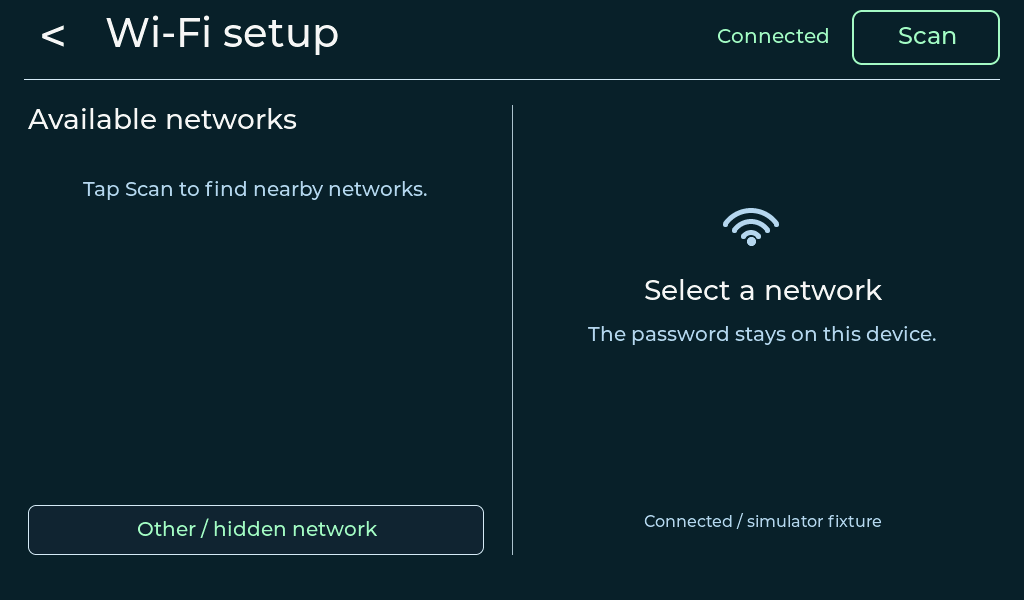 < Wi-Fi setup
Connected
Scan
Available networks
Tap Scan to find nearby networks.
Other / hidden network
Select a network
The password stays on this device.
Connected / simulator fixture